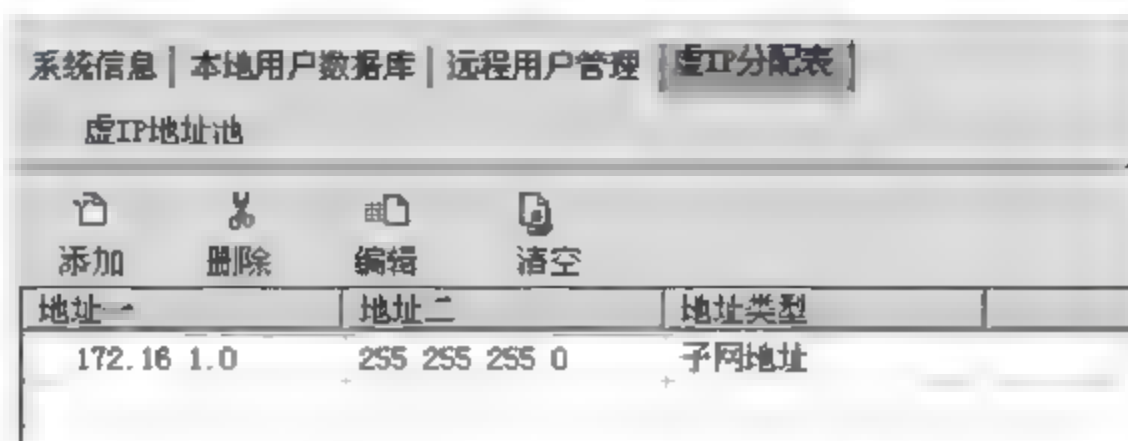 系统信息 | 本地用户数据库 | 远程用户管理 | 虚IP分配表 |
虚IP地址池
添加 删除 编辑 清空
地址一 地址二 地址类型
172.16 1.0 255 255 255 0 子网地址